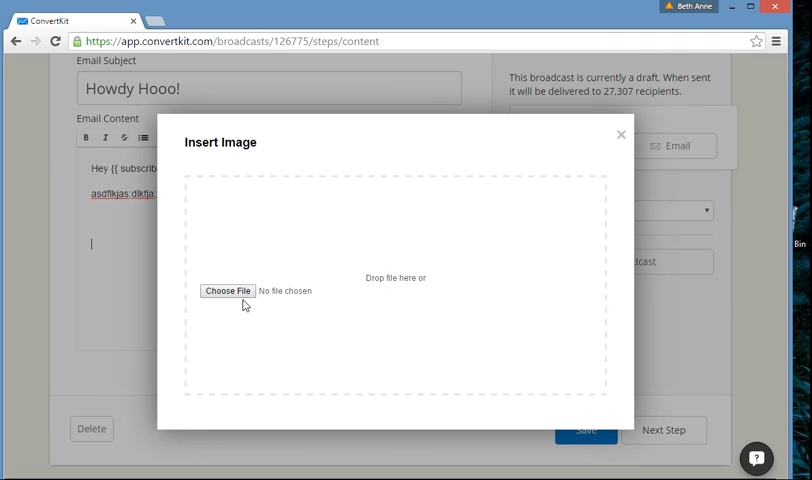 Beth Anne
ConvertKit
https://app.convertkit.com/broadcasts/126775/steps/content
Email Subject
Howdy Hooo!
This broadcast is currently a draft. When sent
it will be delivered to 27,307 recipients.
Email Content
B I S
Email
Insert Image
×
Hey {{ subscribe
asdflkjas;dlkfja;
Drop file here or
Choose File No file chosen
dcast
Bin
Delete
Save
Next Step